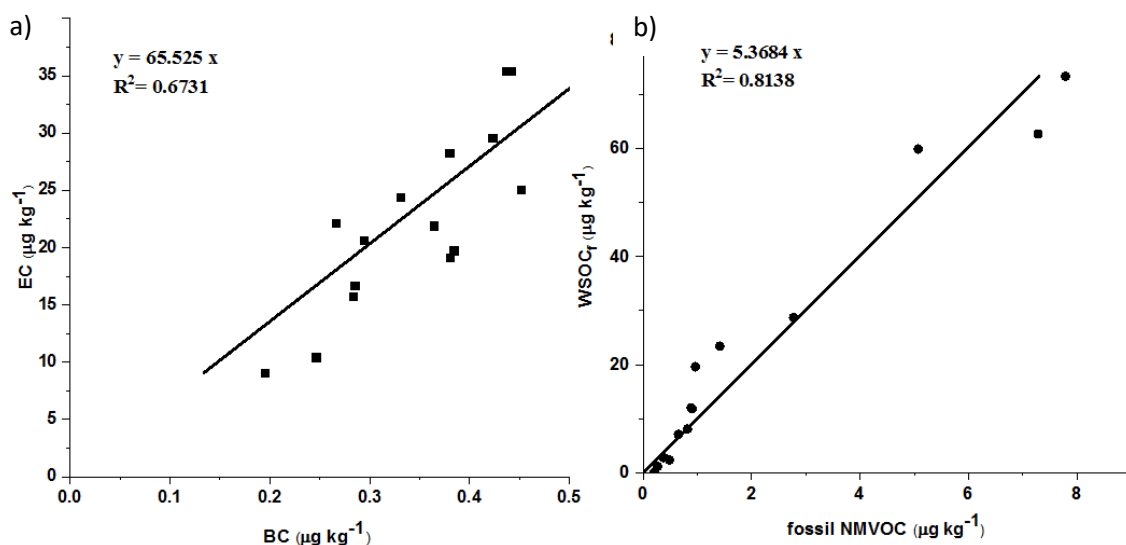 a)
y = 65.525 x
R² = 0.6731
35
30
25
20
15
10
5
0
EC (µg kg⁻¹)
0.0 0.1 0.2 0.3 0.4 0.5
BC (µg kg⁻¹)
b)
y = 5.3684 x
R² = 0.8138
60
40
20
0
WSOCf (µg kg⁻¹)
0 2 4 6 8
fossil NMVOC (µg kg⁻¹)